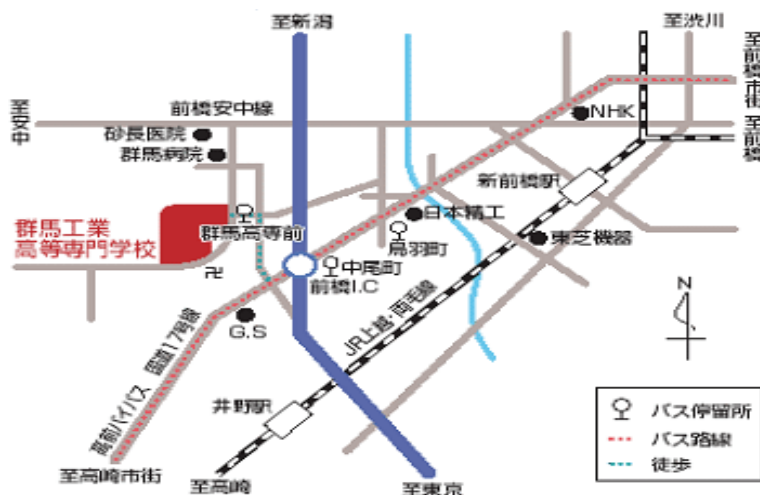 至新潟
至渋川
至前橋市街
至安中
前橋安中線
NHK
至前橋
砂長医院
群馬病院
新前橋駅
群馬工業
高等専門学校
群馬高専前
日本精工
鳥羽町
東芝機器
中尾町
前橋I.C
卍
N
G.S
JR上越・両毛線
高前バイパス 国道17号線
井野駅
バス停留所
バス路線
徒歩
至高崎市街
至高崎
至東京